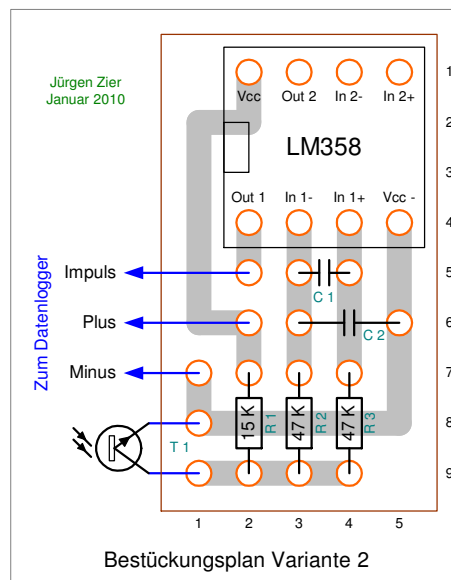 Jürgen Zier
Januar 2010
Vcc Out 2 In 2- In 2+
LM358
Out 1 In 1- In 1+ Vcc -
1
2
3
4
5
6
7
8
9
Zum Datenlogger
Impuls
Plus
Minus
C 1
C 2
T 1
15 K
R 1
47 K
R 2
47 K
R 3
1 2 3 4 5
Bestückungsplan Variante 2